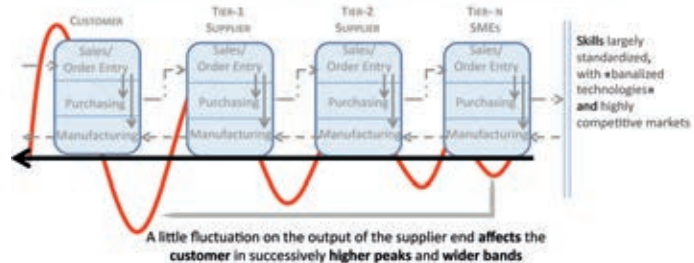 CUSTOMER
TIER-1
SUPPLIER
TIER-2
SUPPLIER
TIER- N
SMES
Sales/
Order Entry
Purchasing
Manufacturing
Sales/
Order Entry
Purchasing
Manufacturing
Sales/
Order Entry
Purchasing
Manufacturing
Sales/
Order Entry
Purchasing
Manufacturing
Skills largely
standardized,
with «banalized
technologies»
and highly
competitive markets
A little fluctuation on the output of the supplier end affects the
customer in successively higher peaks and wider bands